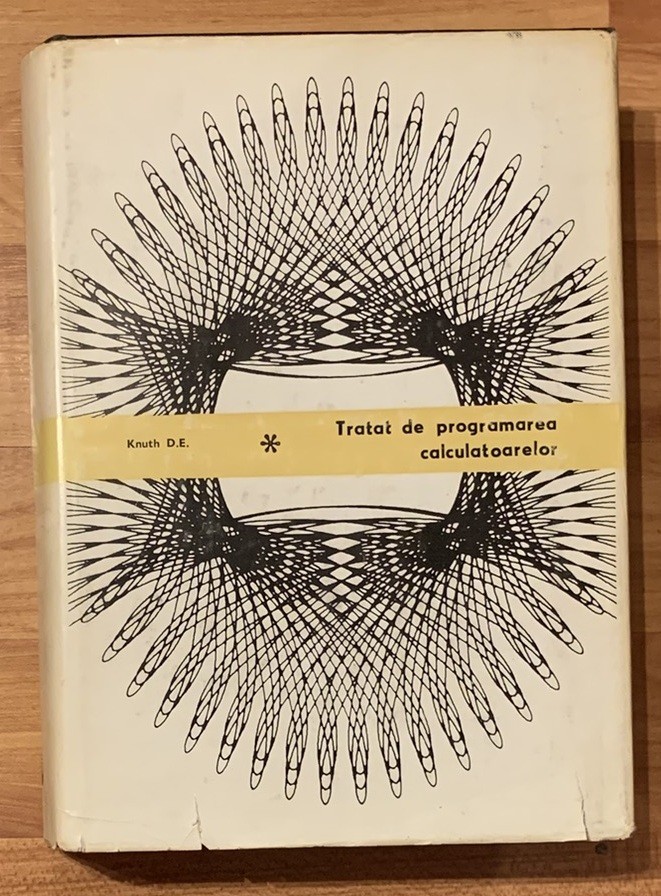 Knuth D.E.
Tratat de programarea
calculatoarelor